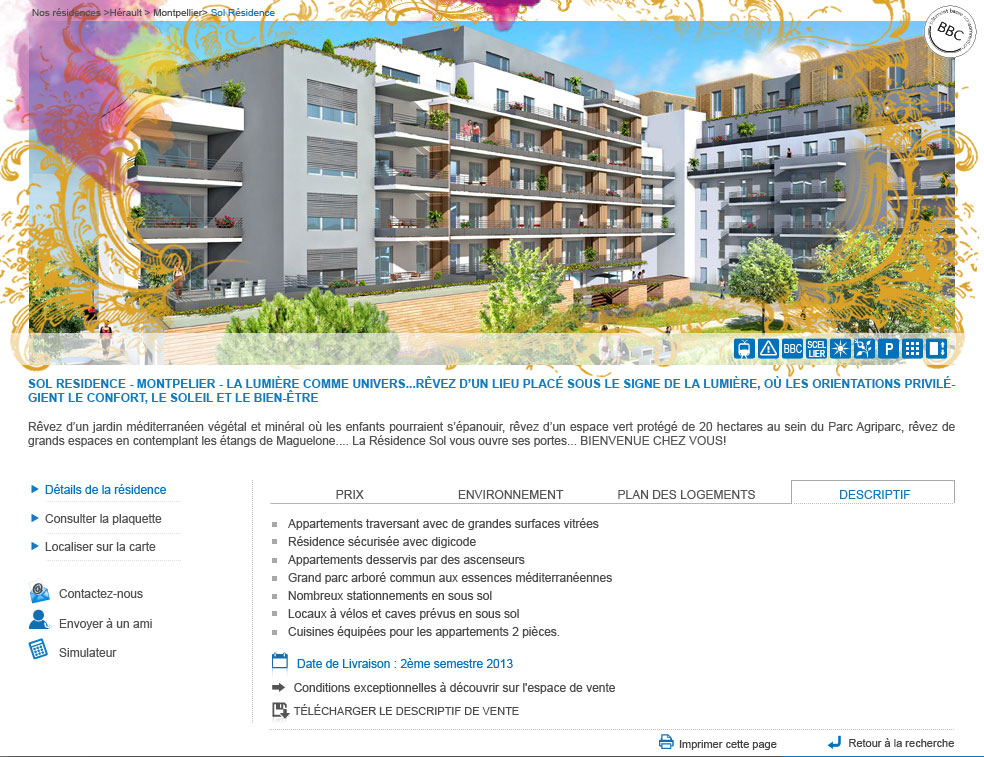 Nos résidences >Hérault > Montpellier> Sol Résidence
BBC
BBC
SCEL
LIER
P
SOL RESIDENCE - MONTPELIER - LA LUMIÈRE COMME UNIVERS...RÊVEZ D'UN LIEU PLACÉ SOUS LE SIGNE DE LA LUMIÈRE, OÙ LES ORIENTATIONS PRIVILÉ-
GIENT LE CONFORT, LE SOLEIL ET LE BIEN-ÊTRE
Rêvez d'un jardin méditerranéen végétal et minéral où les enfants pourraient s'épanouir, rêvez d'un espace vert protégé de 20 hectares au sein du Parc Agriparc, rêvez de
grands espaces en contemplant les étangs de Maguelone.... La Résidence Sol vous ouvre ses portes... BIENVENUE CHEZ VOUS!
Détails de la résidence
Consulter la plaquette
Localiser sur la carte
Contactez-nous
Envoyer à un ami
Simulateur
PRIX ENVIRONNEMENT PLAN DES LOGEMENTS DESCRIPTIF
Appartements traversant avec de grandes surfaces vitrées
Résidence sécurisée avec digicode
Appartements desservis par des ascenseurs
Grand parc arboré commun aux essences méditerranéennes
Nombreux stationnements en sous sol
Locaux à vélos et caves prévus en sous sol
Cuisines équipées pour les appartements 2 pièces.
Date de Livraison : 2ème semestre 2013
Conditions exceptionnelles à découvrir sur l'espace de vente
TÉLÉCHARGER LE DESCRIPTIF DE VENTE
Imprimer cette page Retour à la recherche